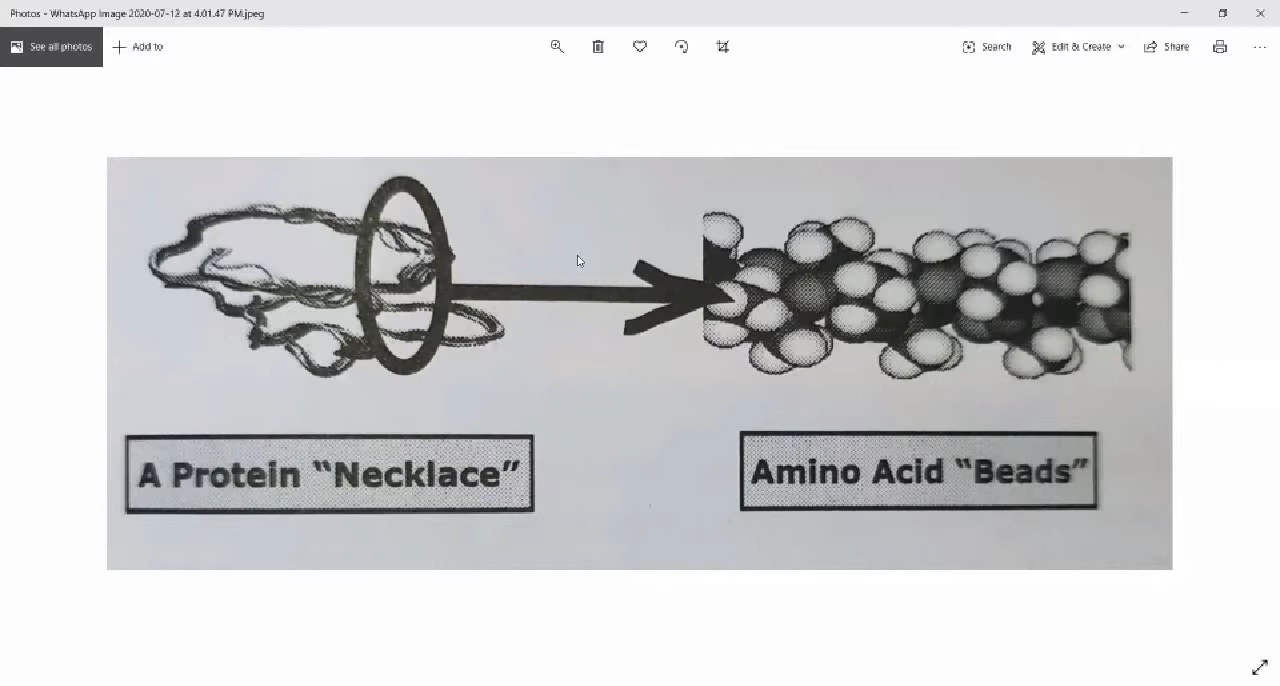 Photos - WhatsApp Image 2020-07-12 at 4.01.47 PM.jpeg
See all photos
Add to
Search
Edit & Create
Share
A Protein “Necklace”
Amino Acid “Beads”